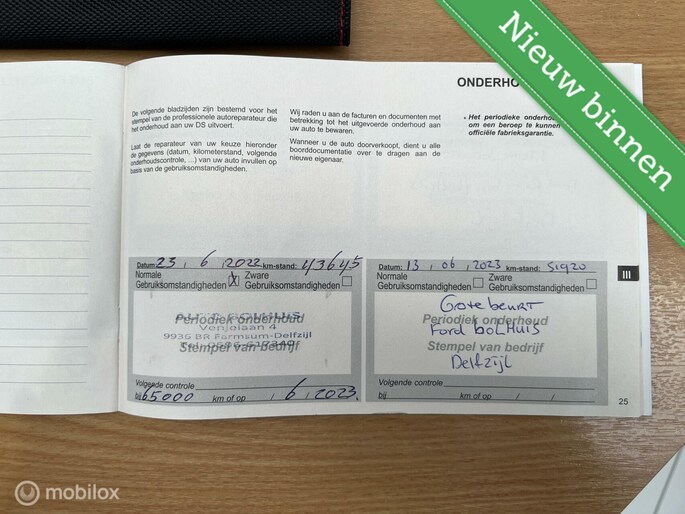 ONDERHO
Nieuw binnen
De volgende bladzijden zijn bestemd voor het
stempel van de professionele autoreparateur die
het onderhoud aan uw DS uitvoert.
Laat de reparateur van uw keuze hieronder
de gegevens (datum, kilometerstand, volgende
onderhoudscontrole, ...) van uw auto invullen op
basis van de gebruiksomstandigheden.
Wij raden u aan de facturen en documenten met
betrekking tot het uitgevoerde onderhoud aan
uw auto te bewaren.
Wanneer u de auto doorverkoopt, dient u alle
boorddocumentatie over te dragen aan de
nieuwe eigenaar.
• Het periodieke onderhoud
om een beroep te kunnen
officiële fabrieksgarantie.
III
Datum: 23 / 6 / 2022 km-stand: 43645
Normale
Gebruiksomstandigheden X
Zware
Gebruiksomstandigheden
Periodiek onderhoud
Venjelaan 4
9936 BR Farmsum-Delfzijl
Stempel van bedrijf
Volgende controle
bij 65000 km of op / 6 / 2023.
Datum: 13 / 06 / 2023 km-stand: 51920
Normale
Gebruiksomstandigheden
Zware
Gebruiksomstandigheden
Grote beurt
Periodiek onderhoud
Ford bolHuis
Stempel van bedrijf
Delfzijl
Volgende controle
bij km of op / /
25
mobilox